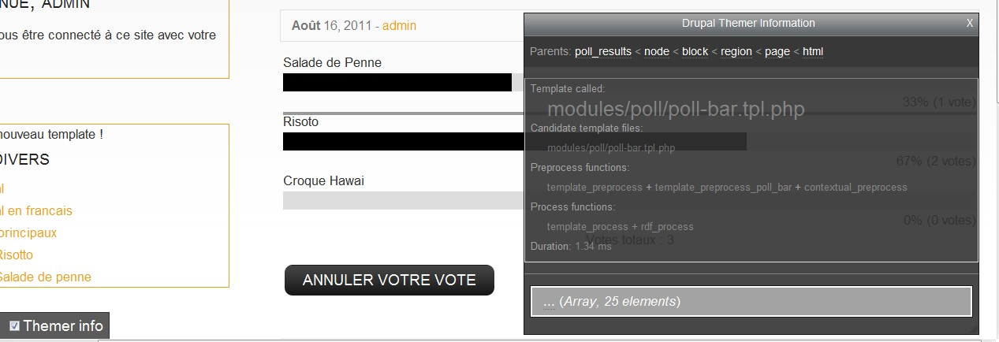 NUE, ADMIN
ous être connecté à ce site avec votre
nouveau template !
DIVERS
al
al en francais
principaux
Risotto
Salade de penne
Themer info
Août 16, 2011 - admin
Salade de Penne
33% (1 vote)
Risoto
67% (2 votes)
Croque Hawai
0% (0 votes)
Votes totaux : 3
ANNULER VOTRE VOTE
Drupal Themer Information X
Parents: poll_results < node < block < region < page < html
Template called:
modules/poll/poll-bar.tpl.php
Candidate template files:
modules/poll/poll-bar.tpl.php
Preprocess functions:
template_preprocess + template_preprocess_poll_bar + contextual_preprocess
Process functions:
template_process + rdf_process
Duration: 1.34 ms
... (Array, 25 elements)